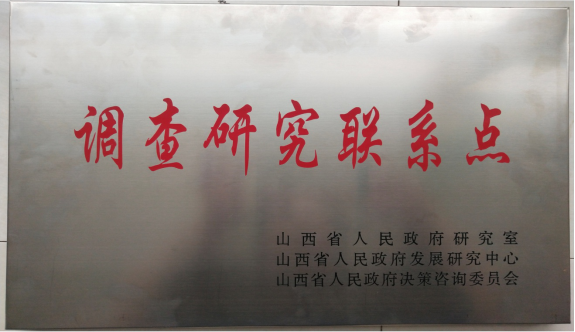 调查研究联系点
山西省人民政府研究室
山西省人民政府发展研究中心
山西省人民政府决策咨询委员会